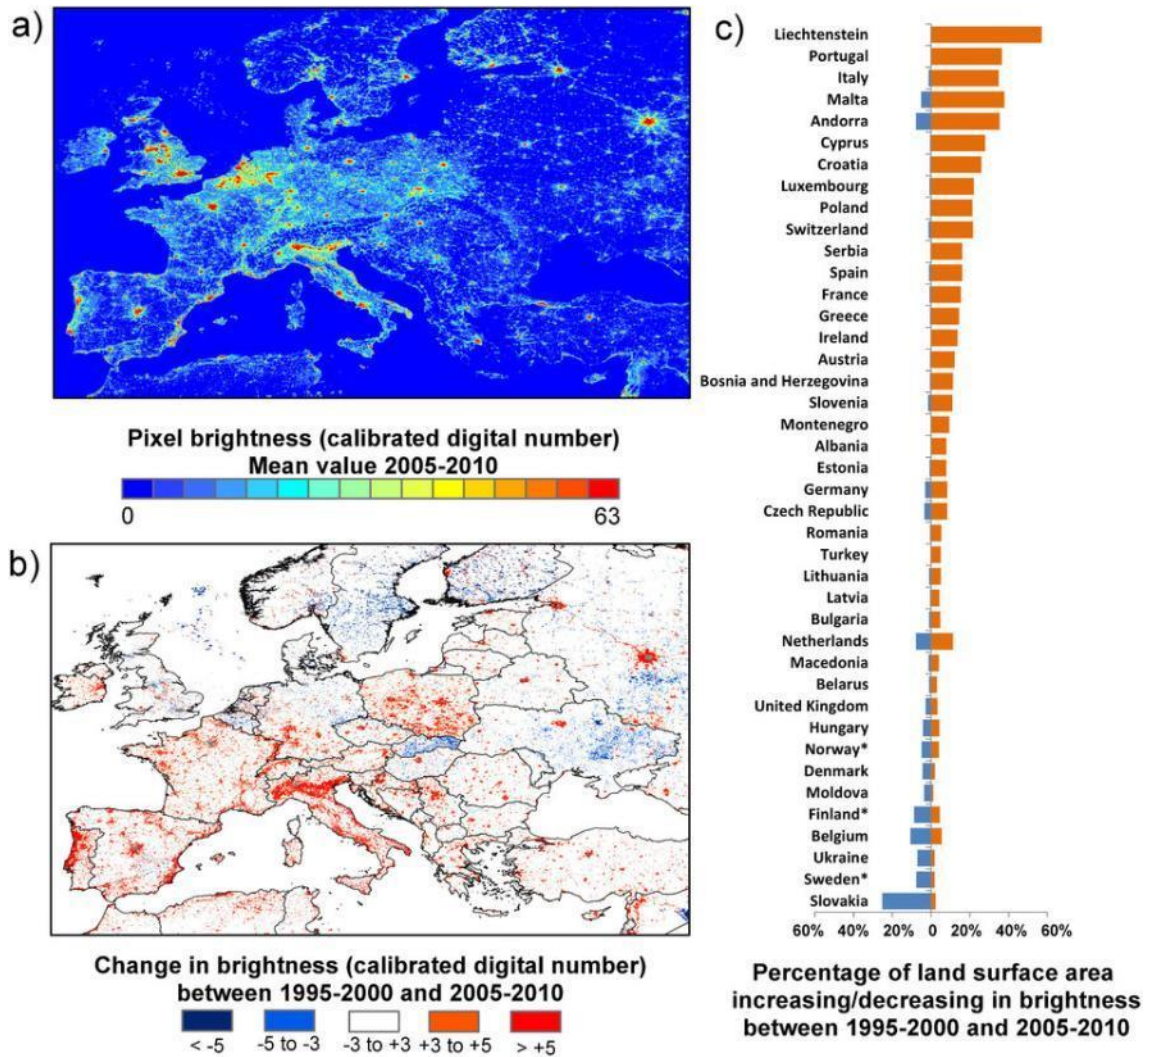 a)
Pixel brightness (calibrated digital number)
Mean value 2005-2010
0 63
b)
Change in brightness (calibrated digital number)
between 1995-2000 and 2005-2010
< -5 -5 to -3 -3 to +3 +3 to +5 > +5
c)
Liechtenstein
Portugal
Italy
Malta
Andorra
Cyprus
Croatia
Luxembourg
Poland
Switzerland
Serbia
Spain
France
Greece
Ireland
Austria
Bosnia and Herzegovina
Slovenia
Montenegro
Albania
Estonia
Germany
Czech Republic
Romania
Turkey
Lithuania
Latvia
Bulgaria
Netherlands
Macedonia
Belarus
United Kingdom
Hungary
Norway*
Denmark
Moldova
Finland*
Belgium
Ukraine
Sweden*
Slovakia
60% 40% 20% 0 20% 40% 60%
Percentage of land surface area
increasing/decreasing in brightness
between 1995-2000 and 2005-2010